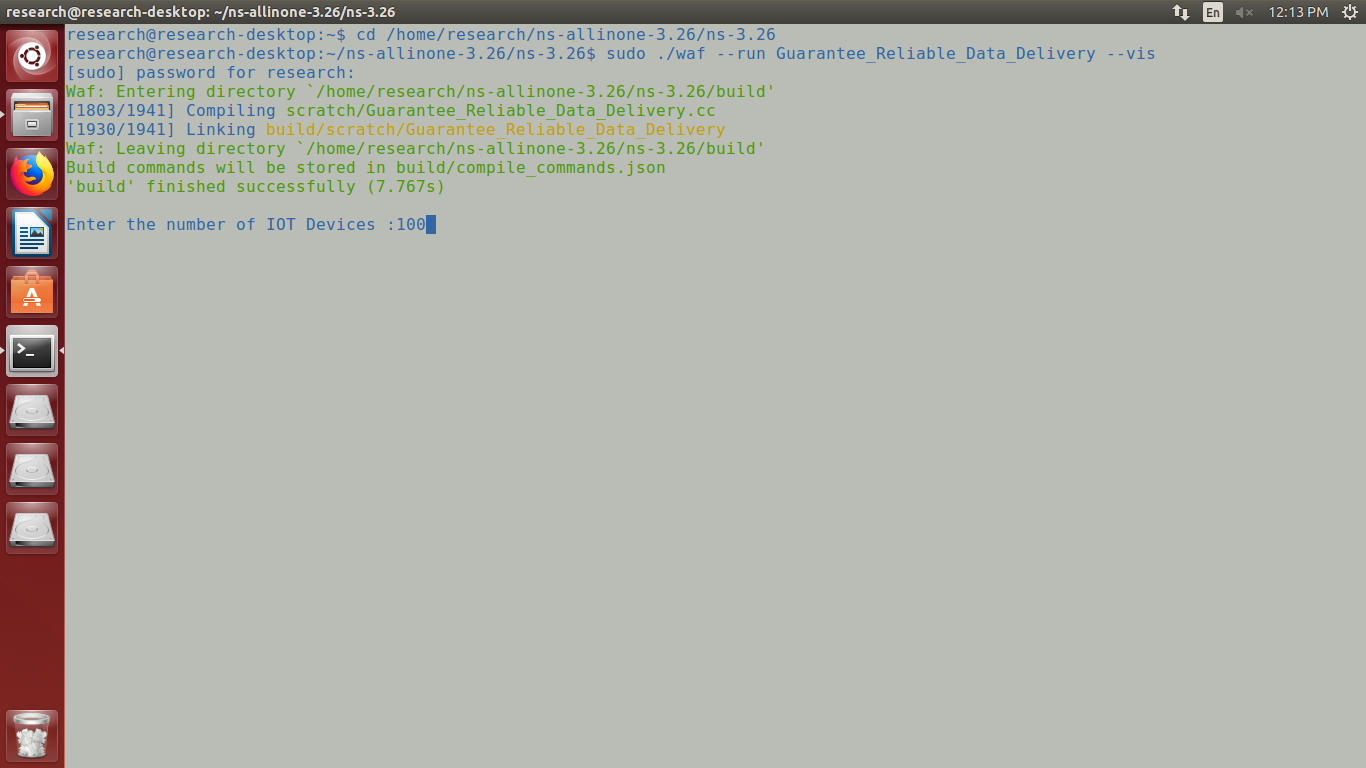 research@research-desktop: ~/ns-allinone-3.26/ns-3.26
En
12:13 PM
research@research-desktop:~$ cd /home/research/ns-allinone-3.26/ns-3.26
research@research-desktop:~/ns-allinone-3.26/ns-3.26$ sudo ./waf --run Guarantee_Reliable_Data_Delivery --vis
[sudo] password for research:
Waf: Entering directory `/home/research/ns-allinone-3.26/ns-3.26/build'
[1803/1941] Compiling scratch/Guarantee_Reliable_Data_Delivery.cc
[1930/1941] Linking build/scratch/Guarantee_Reliable_Data_Delivery
Waf: Leaving directory `/home/research/ns-allinone-3.26/ns-3.26/build'
Build commands will be stored in build/compile_commands.json
'build' finished successfully (7.767s)
Enter the number of IOT Devices :100